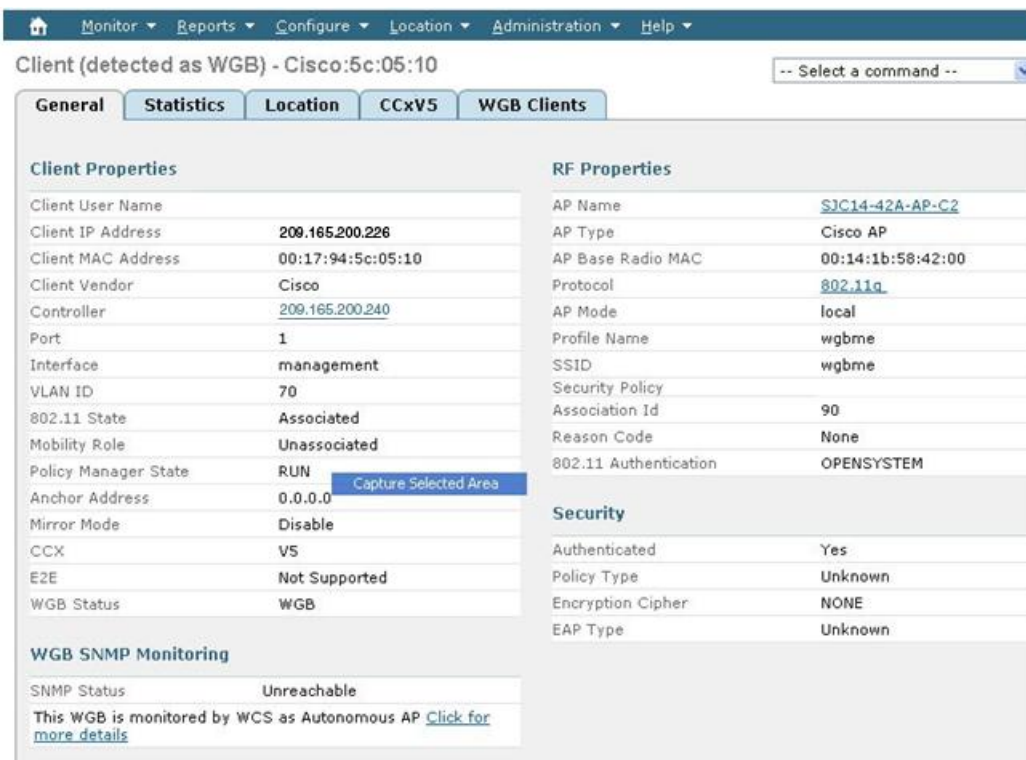 Monitor Reports Configure Location Administration Help
Client (detected as WGB) - Cisco:5c:05:10
-- Select a command --
General Statistics Location CCxV5 WGB Clients
Client Properties
Client User Name
Client IP Address 209.165.200.226
Client MAC Address 00:17:94:5c:05:10
Client Vendor Cisco
Controller 209.165.200.240
Port 1
Interface management
VLAN ID 70
802.11 State Associated
Mobility Role Unassociated
Policy Manager State RUN
Capture Selected Area
Anchor Address 0.0.0.0
Mirror Mode Disable
CCX V5
E2E Not Supported
WGB Status WGB
WGB SNMP Monitoring
SNMP Status Unreachable
This WGB is monitored by WCS as Autonomous AP Click for
more details
RF Properties
AP Name SJC14-42A-AP-C2
AP Type Cisco AP
AP Base Radio MAC 00:14:1b:58:42:00
Protocol 802.11g
AP Mode local
Profile Name wgbme
SSID wgbme
Security Policy
Association Id 90
Reason Code None
802.11 Authentication OPENSYSTEM
Security
Authenticated Yes
Policy Type Unknown
Encryption Cipher NONE
EAP Type Unknown